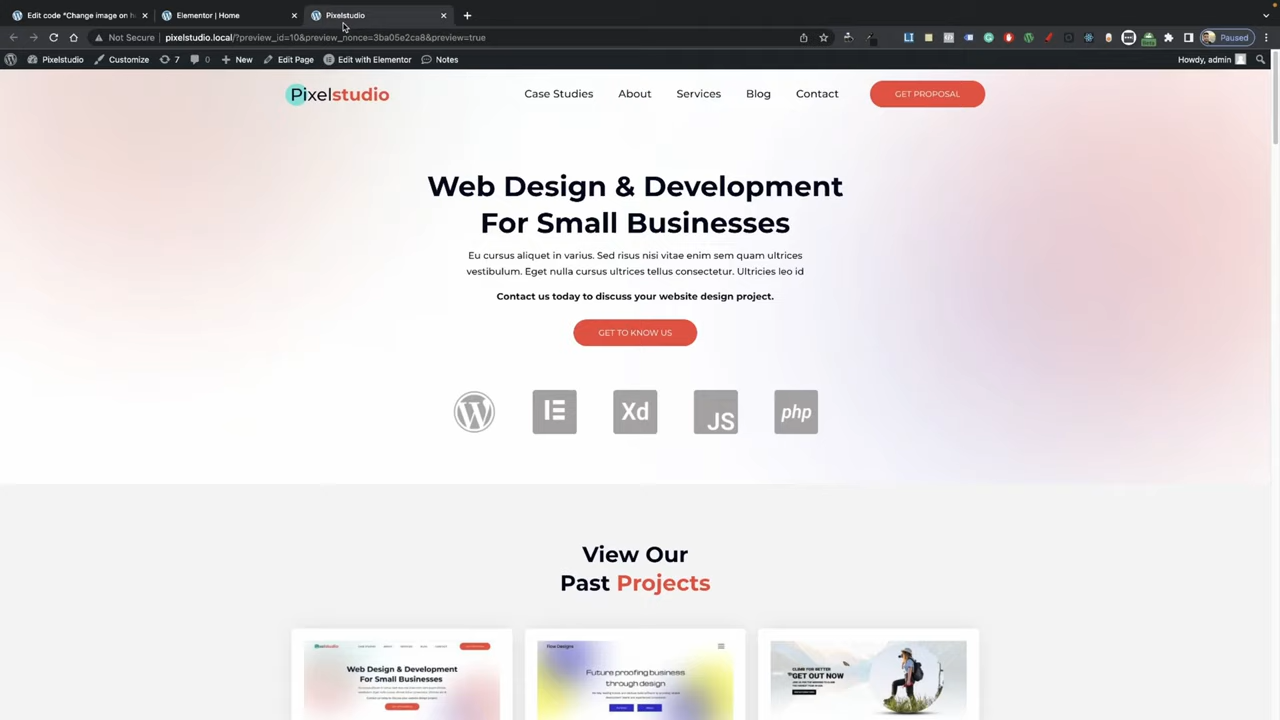 Edit code "Change image on h
Elementor | Home
Pixelstudio
Not Secure
pixelstudio.local/?preview_id=10&preview_nonce=3ba05e2ca8&preview=true
Paused
Pixelstudio
Customize
7
0
New
Edit Page
Edit with Elementor
Notes
Howdy, admin
Pixelstudio
Case Studies
About
Services
Blog
Contact
GET PROPOSAL
Web Design & Development
For Small Businesses
Eu cursus aliquet in varius. Sed risus nisi vitae enim sem quam ultrices
vestibulum. Eget nulla cursus ultrices tellus consectetur. Ultricies leo id
Contact us today to discuss your website design project.
GET TO KNOW US
Xd
JS
php
View Our
Past Projects
Web Design & Development
For Small Businesses
Flow Designs
Future proofing business
through design
CLIMB FOR BETTER
GET OUT NOW